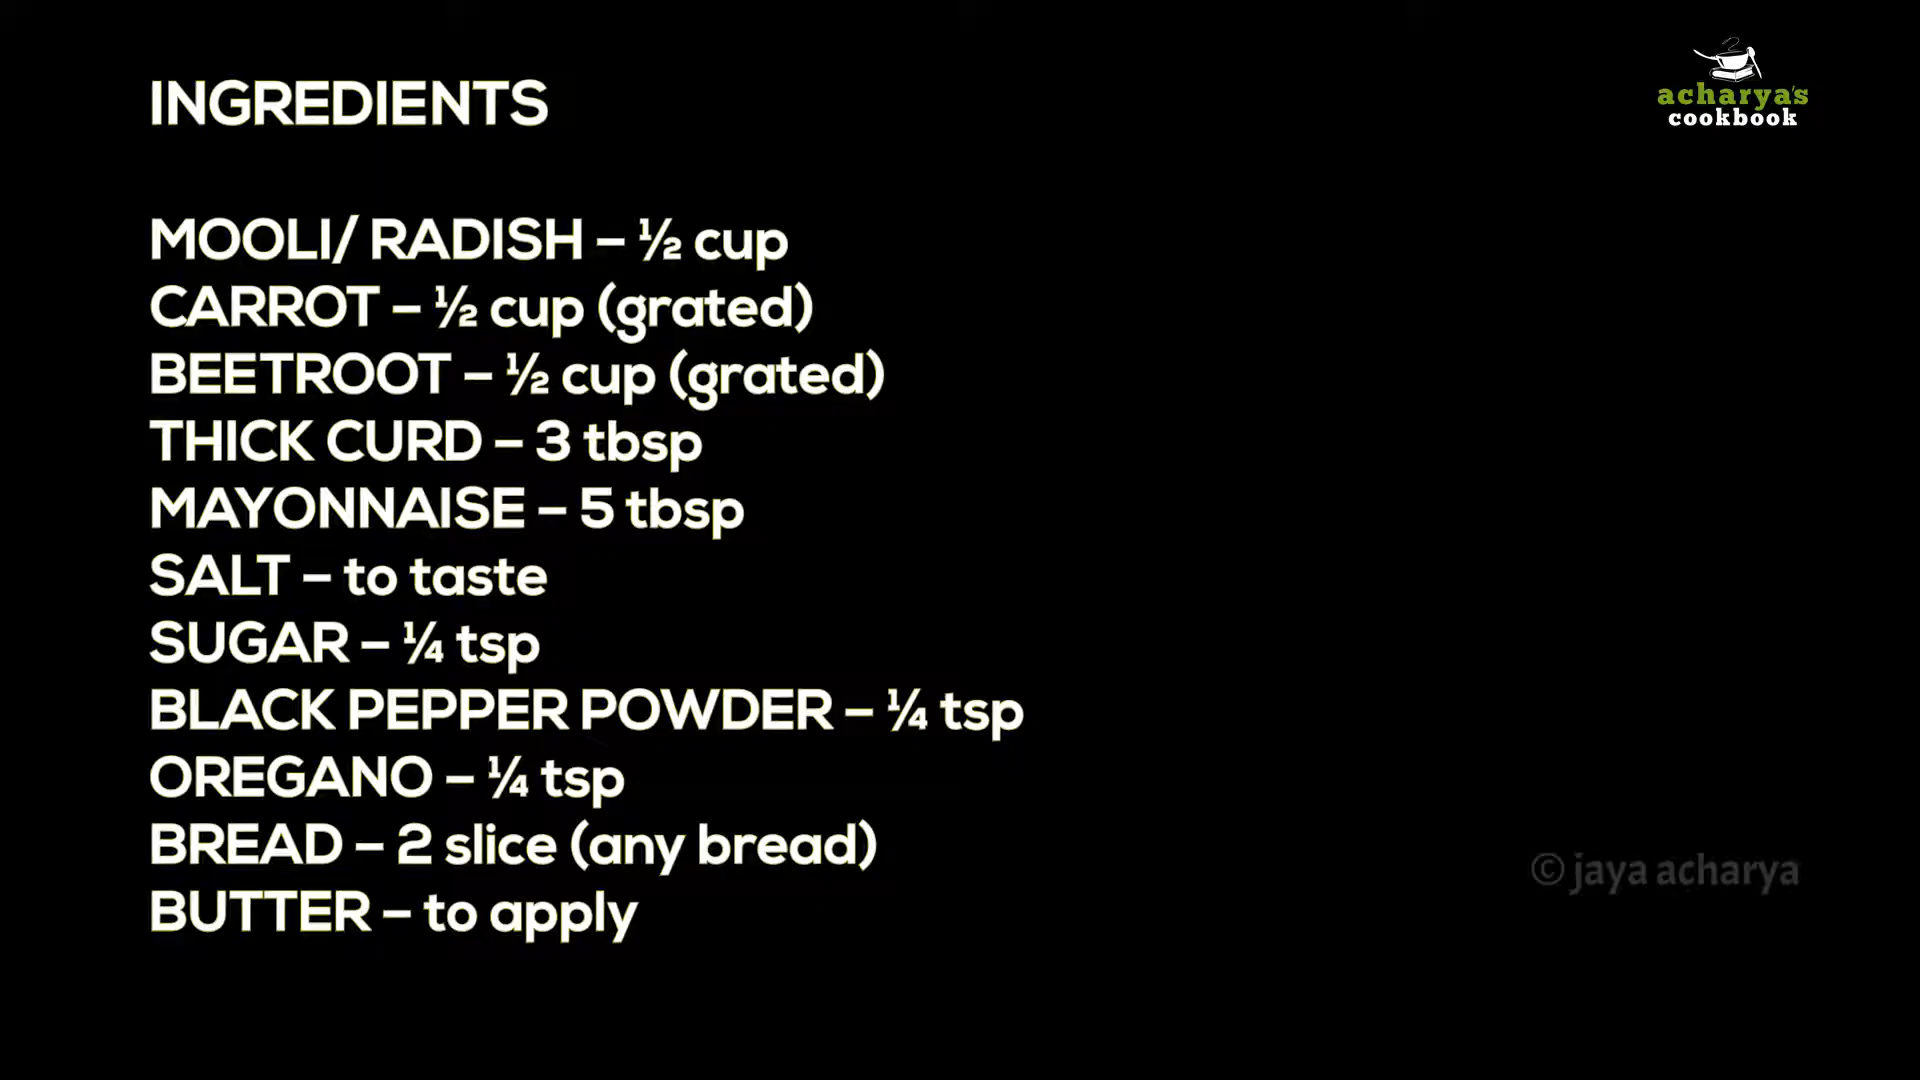 INGREDIENTS
acharya's
cookbook
MOOLI/ RADISH – ½ cup
CARROT – ½ cup (grated)
BEETROOT – ½ cup (grated)
THICK CURD – 3 tbsp
MAYONNAISE – 5 tbsp
SALT – to taste
SUGAR – ¼ tsp
BLACK PEPPER POWDER – ¼ tsp
OREGANO – ¼ tsp
BREAD – 2 slice (any bread)
BUTTER – to apply
© jaya acharya